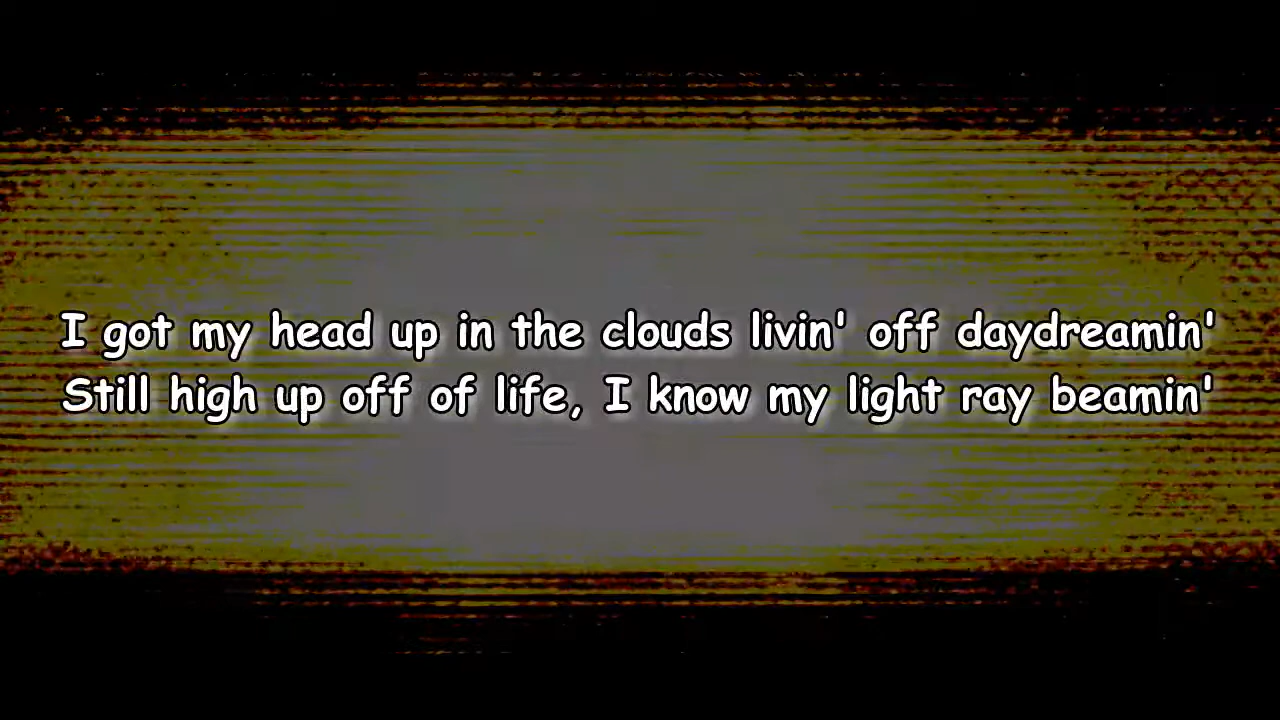 I got my head up in the clouds livin' off daydreamin'
Still high up off of life, I know my light ray beamin'